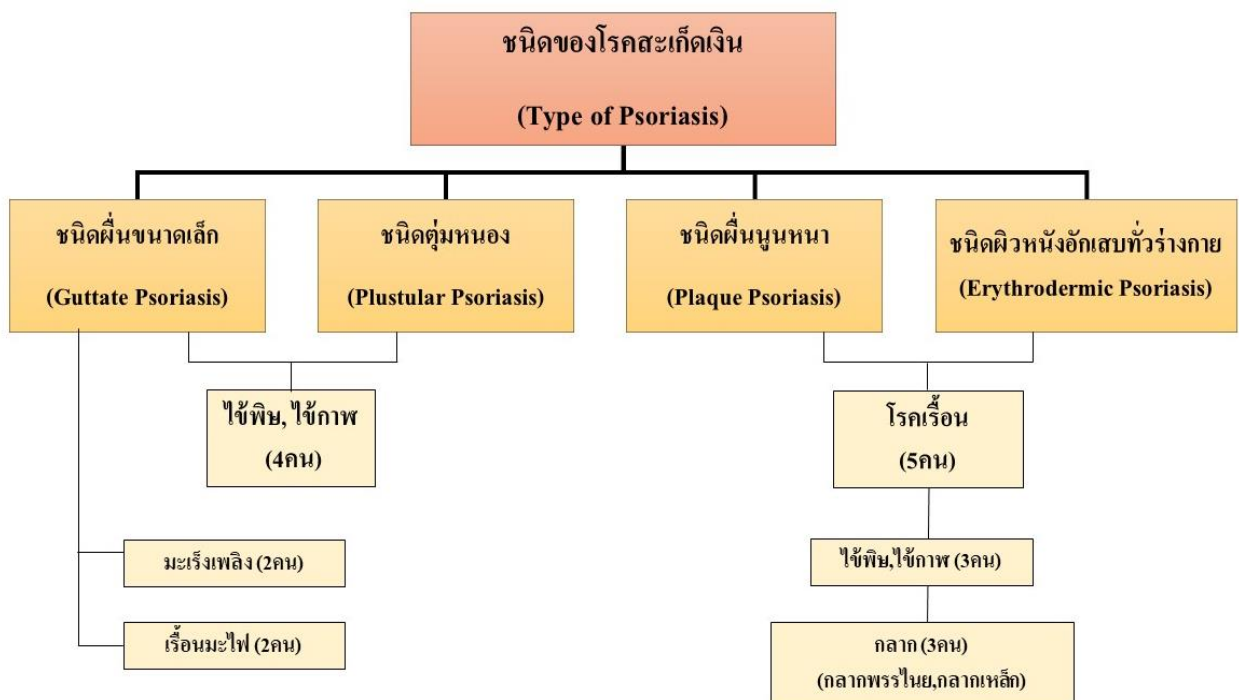 ชนิดของโรคสะเก็ดเงิน
(Type of Psoriasis)
ชนิดผื่นขนาดเล็ก
(Guttate Psoriasis)
ชนิดตุ่มหนอง
(Plustular Psoriasis)
ชนิดผื่นนูนหนา
(Plaque Psoriasis)
ชนิดผิวหนังอักเสบทั่วร่างกาย
(Erythrodermic Psoriasis)
ไข้พิษ, ไข้กาฬ
(4คน)
โรคเรื้อน
(5คน)
มะเร็งเพลิง (2คน)
ไข้พิษ,ไข้กาฬ (3คน)
เรื้อนมะไฟ (2คน)
กลาก (3คน)
(กลากพรรไนย,กลากเหล็ก)